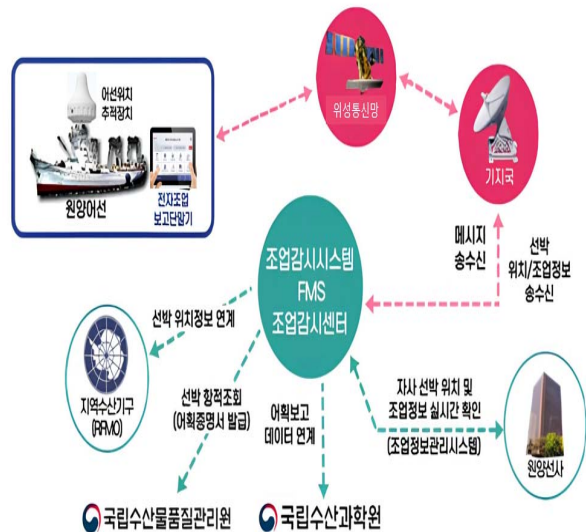 어선위치
추적장치
원양어선
전자조업
보고단말기
위성통신망
기지국
메시지
송수신
선박
위치/조업정보
송수신
조업감시시스템
FMS
조업감시센터
선박 위치정보 연계
지역수산기구
(RFMO)
선박 항적조회
(어획증명서 발급)
어획보고
데이터 연계
자사 선박 위치 및
조업정보 실시간 확인
(조업정보관리시스템)
원양선사
국립수산물품질관리원
국립수산과학원